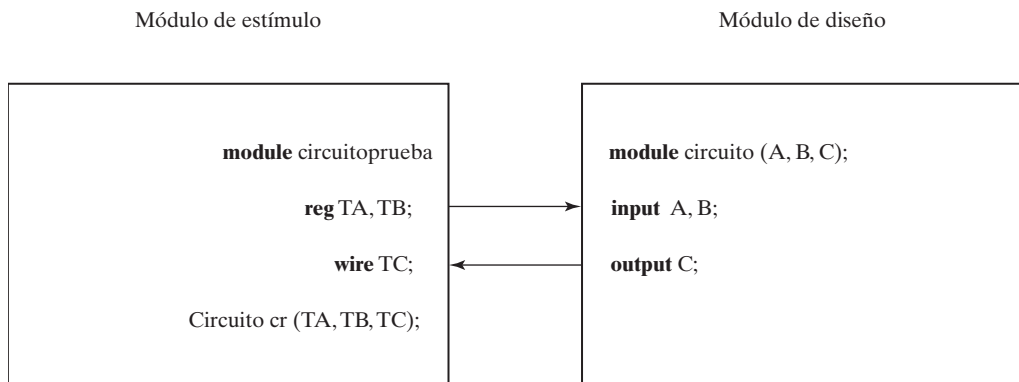 Módulo de estímulo
Módulo de diseño
module circuitoprueba
reg TA, TB;
wire TC;
Circuito cr (TA, TB, TC);
module circuito (A, B, C);
input A, B;
output C;